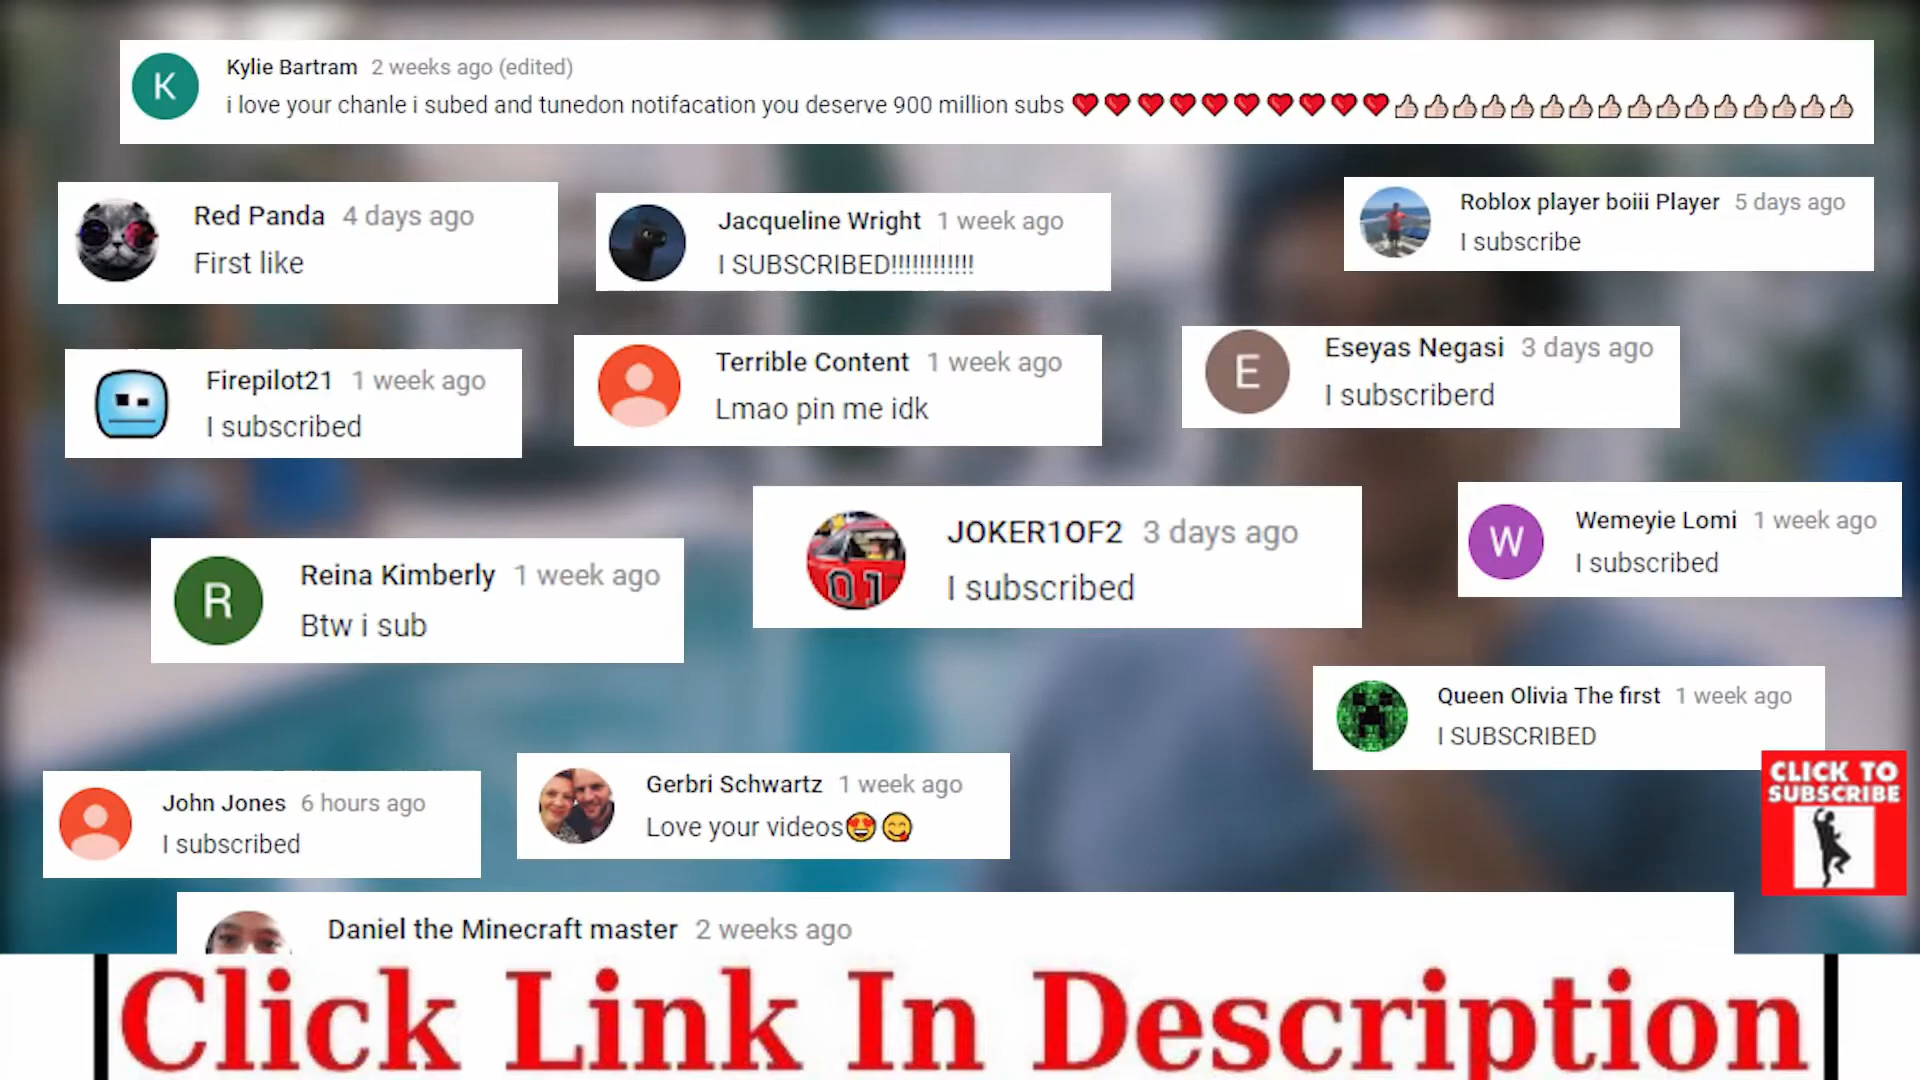 Kylie Bartram 2 weeks ago (edited)
i love your chanle i subed and tunedon notifacation you deserve 900 million subs ❤❤❤❤❤❤❤❤❤❤👍🏻👍🏻👍🏻👍🏻👍🏻👍🏻👍🏻👍🏻👍🏻👍🏻👍🏻👍🏻👍🏻👍🏻👍🏻👍🏻
Red Panda 4 days ago
First like
Jacqueline Wright 1 week ago
I SUBSCRIBED!!!!!!!!!!!!
Roblox player boiii Player 5 days ago
I subscribe
Firepilot21 1 week ago
I subscribed
Terrible Content 1 week ago
Lmao pin me idk
E
Eseyas Negasi 3 days ago
I subscriberd
R
Reina Kimberly 1 week ago
Btw i sub
JOKER1OF2 3 days ago
I subscribed
01
W
Wemeyie Lomi 1 week ago
I subscribed
Queen Olivia The first 1 week ago
I SUBSCRIBED
John Jones 6 hours ago
I subscribed
Gerbri Schwartz 1 week ago
Love your videos😍😋
CLICK TO
SUBSCRIBE
Daniel the Minecraft master 2 weeks ago
Click Link In Description
K